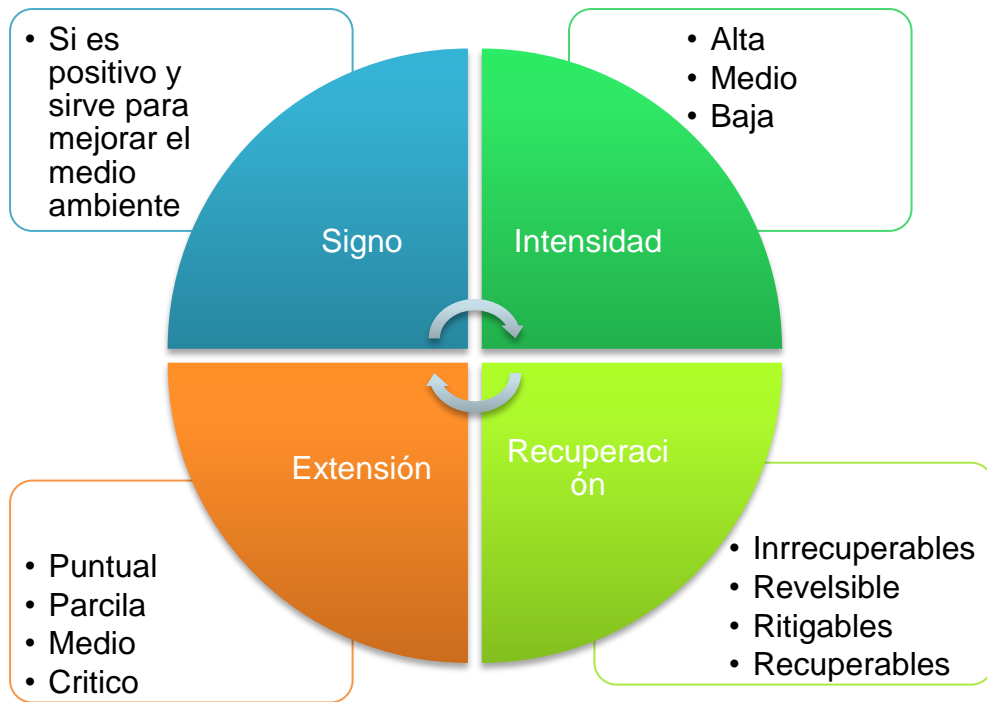 • Si es
positivo y
sirve para
mejorar el
medio
ambiente
Signo
• Alta
• Medio
• Baja
Intensidad
Extensión
• Puntual
• Parcila
• Medio
• Critico
Recuperaci
ón
• Inrrecuperables
• Revelsible
• Ritigables
• Recuperables